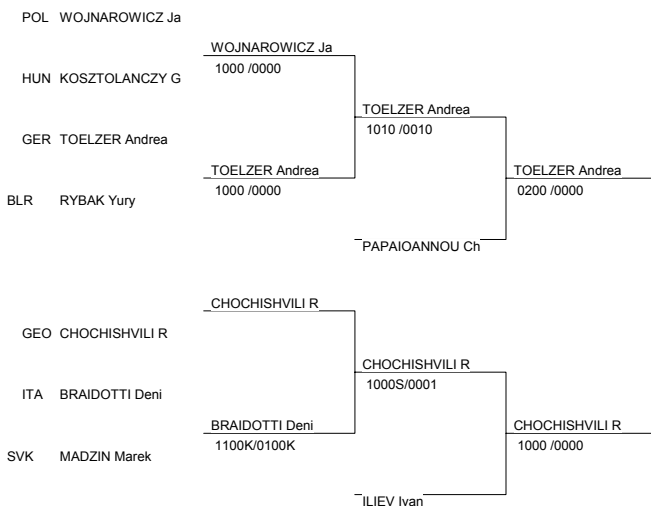 POL WOJNAROWICZ Ja
WOJNAROWICZ Ja
1000 /0000
HUN KOSZTOLANCZY G
TOELZER Andrea
1010 /0010
GER TOELZER Andrea
TOELZER Andrea
1000 /0000
TOELZER Andrea
0200 /0000
BLR RYBAK Yury
PAPAIOANNOU Ch
CHOCHISHVILI R
GEO CHOCHISHVILI R
CHOCHISHVILI R
1000S/0001
ITA BRAIDOTTI Deni
BRAIDOTTI Deni
1100K/0100K
CHOCHISHVILI R
1000 /0000
SVK MADZIN Marek
ILIEV Ivan